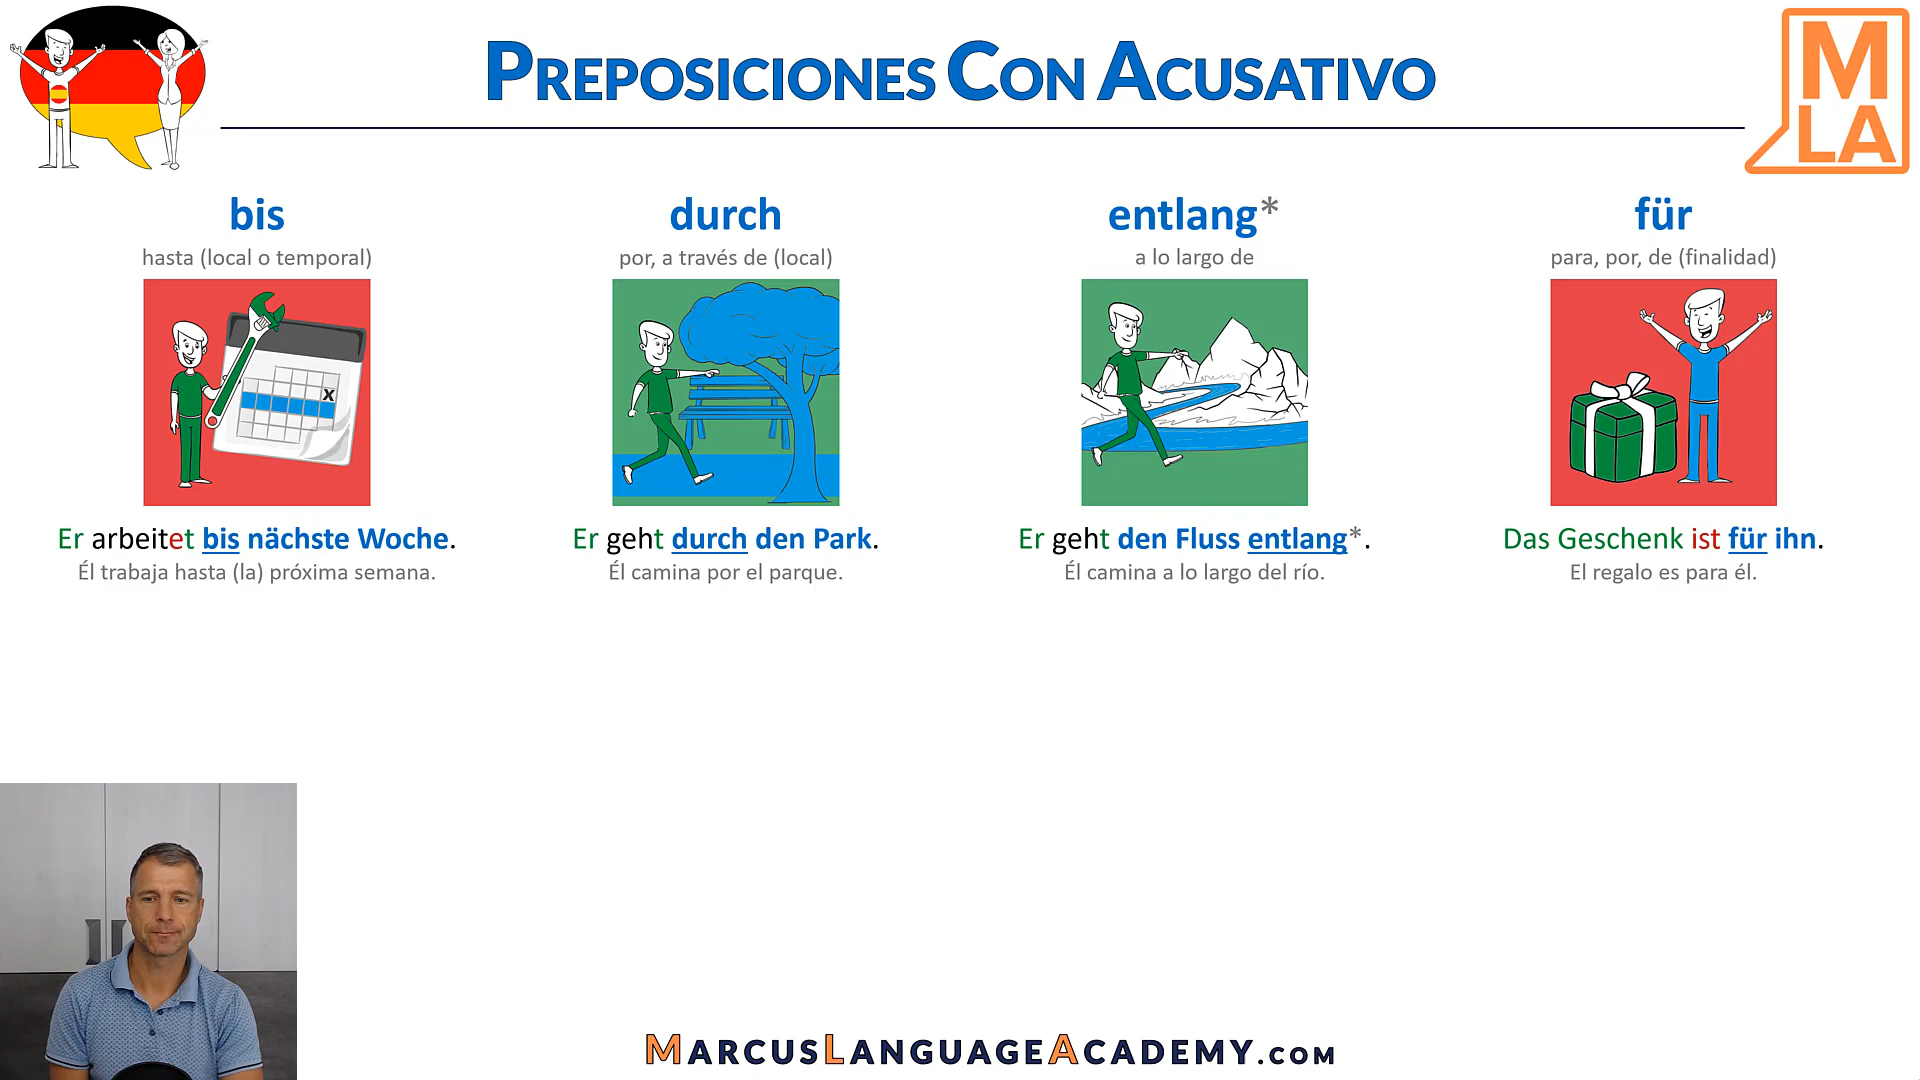 PREPOSICIONES CON ACUSATIVO
M
LA
bis
hasta (local o temporal)
X
Er arbeitet bis nächste Woche.
Él trabaja hasta (la) próxima semana.
durch
por, a través de (local)
Er geht durch den Park.
Él camina por el parque.
entlang*
a lo largo de
Er geht den Fluss entlang*.
Él camina a lo largo del río.
für
para, por, de (finalidad)
Das Geschenk ist für ihn.
El regalo es para él.
MARCUSLANGUAGEACADEMY.COM